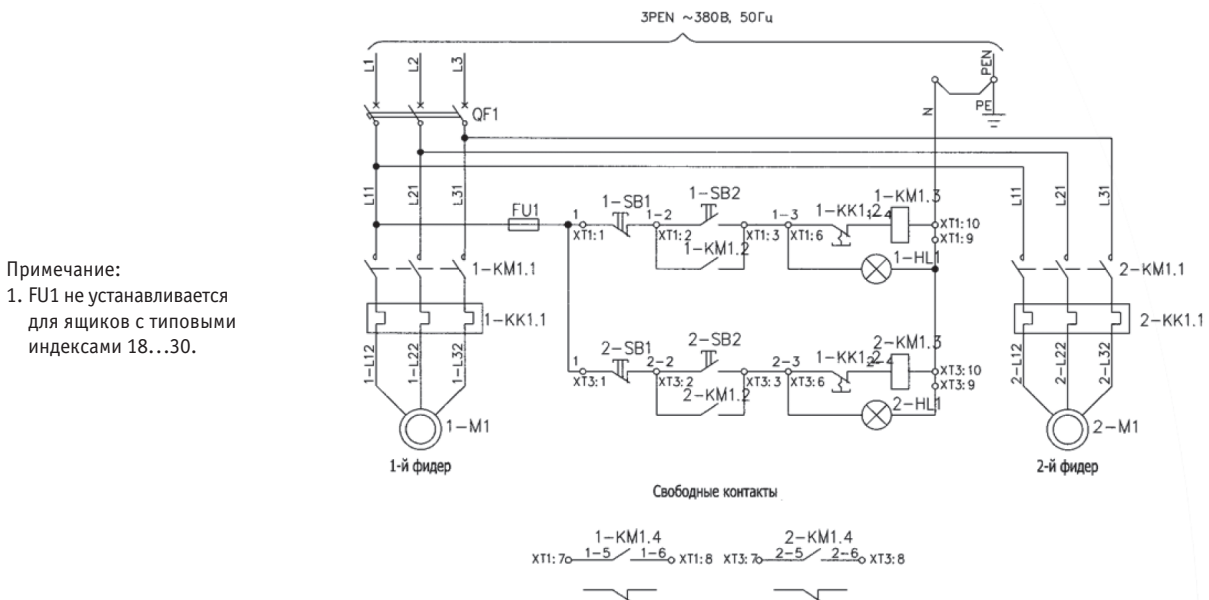 3PEN ~380В, 50Гц
L1
L2
L3
PEN
N
PE
QF1
L11
L21
L31
L11
L21
L31
FU1
1
XT1:1
1-SB1
1-2
XT1:2
1-SB2
1-KM1.2
XT1:3
1-3
XT1:6
1-KK1.2
1-4
1-KM1.3
XT1:10
XT1:9
1-HL1
1-KM1.1
2-KM1.1
Примечание:
1. FU1 не устанавливается
для ящиков с типовыми
индексами 18...30.
1-KK1.1
2-KK1.1
1-L12
1-L22
1-L32
1
XT3:1
2-SB1
2-2
XT3:2
2-SB2
2-KM1.2
XT3:3
2-3
XT3:6
1-KK1.2
2-4
2-KM1.3
XT3:10
XT3:9
2-HL1
2-L12
2-L22
2-L32
1-M1
2-M1
1-й фидер
2-й фидер
Свободные контакты
1-KM1.4
2-KM1.4
XT1:7 1-5 1-6 XT1:8 XT3:7 2-5 2-6 XT3:8